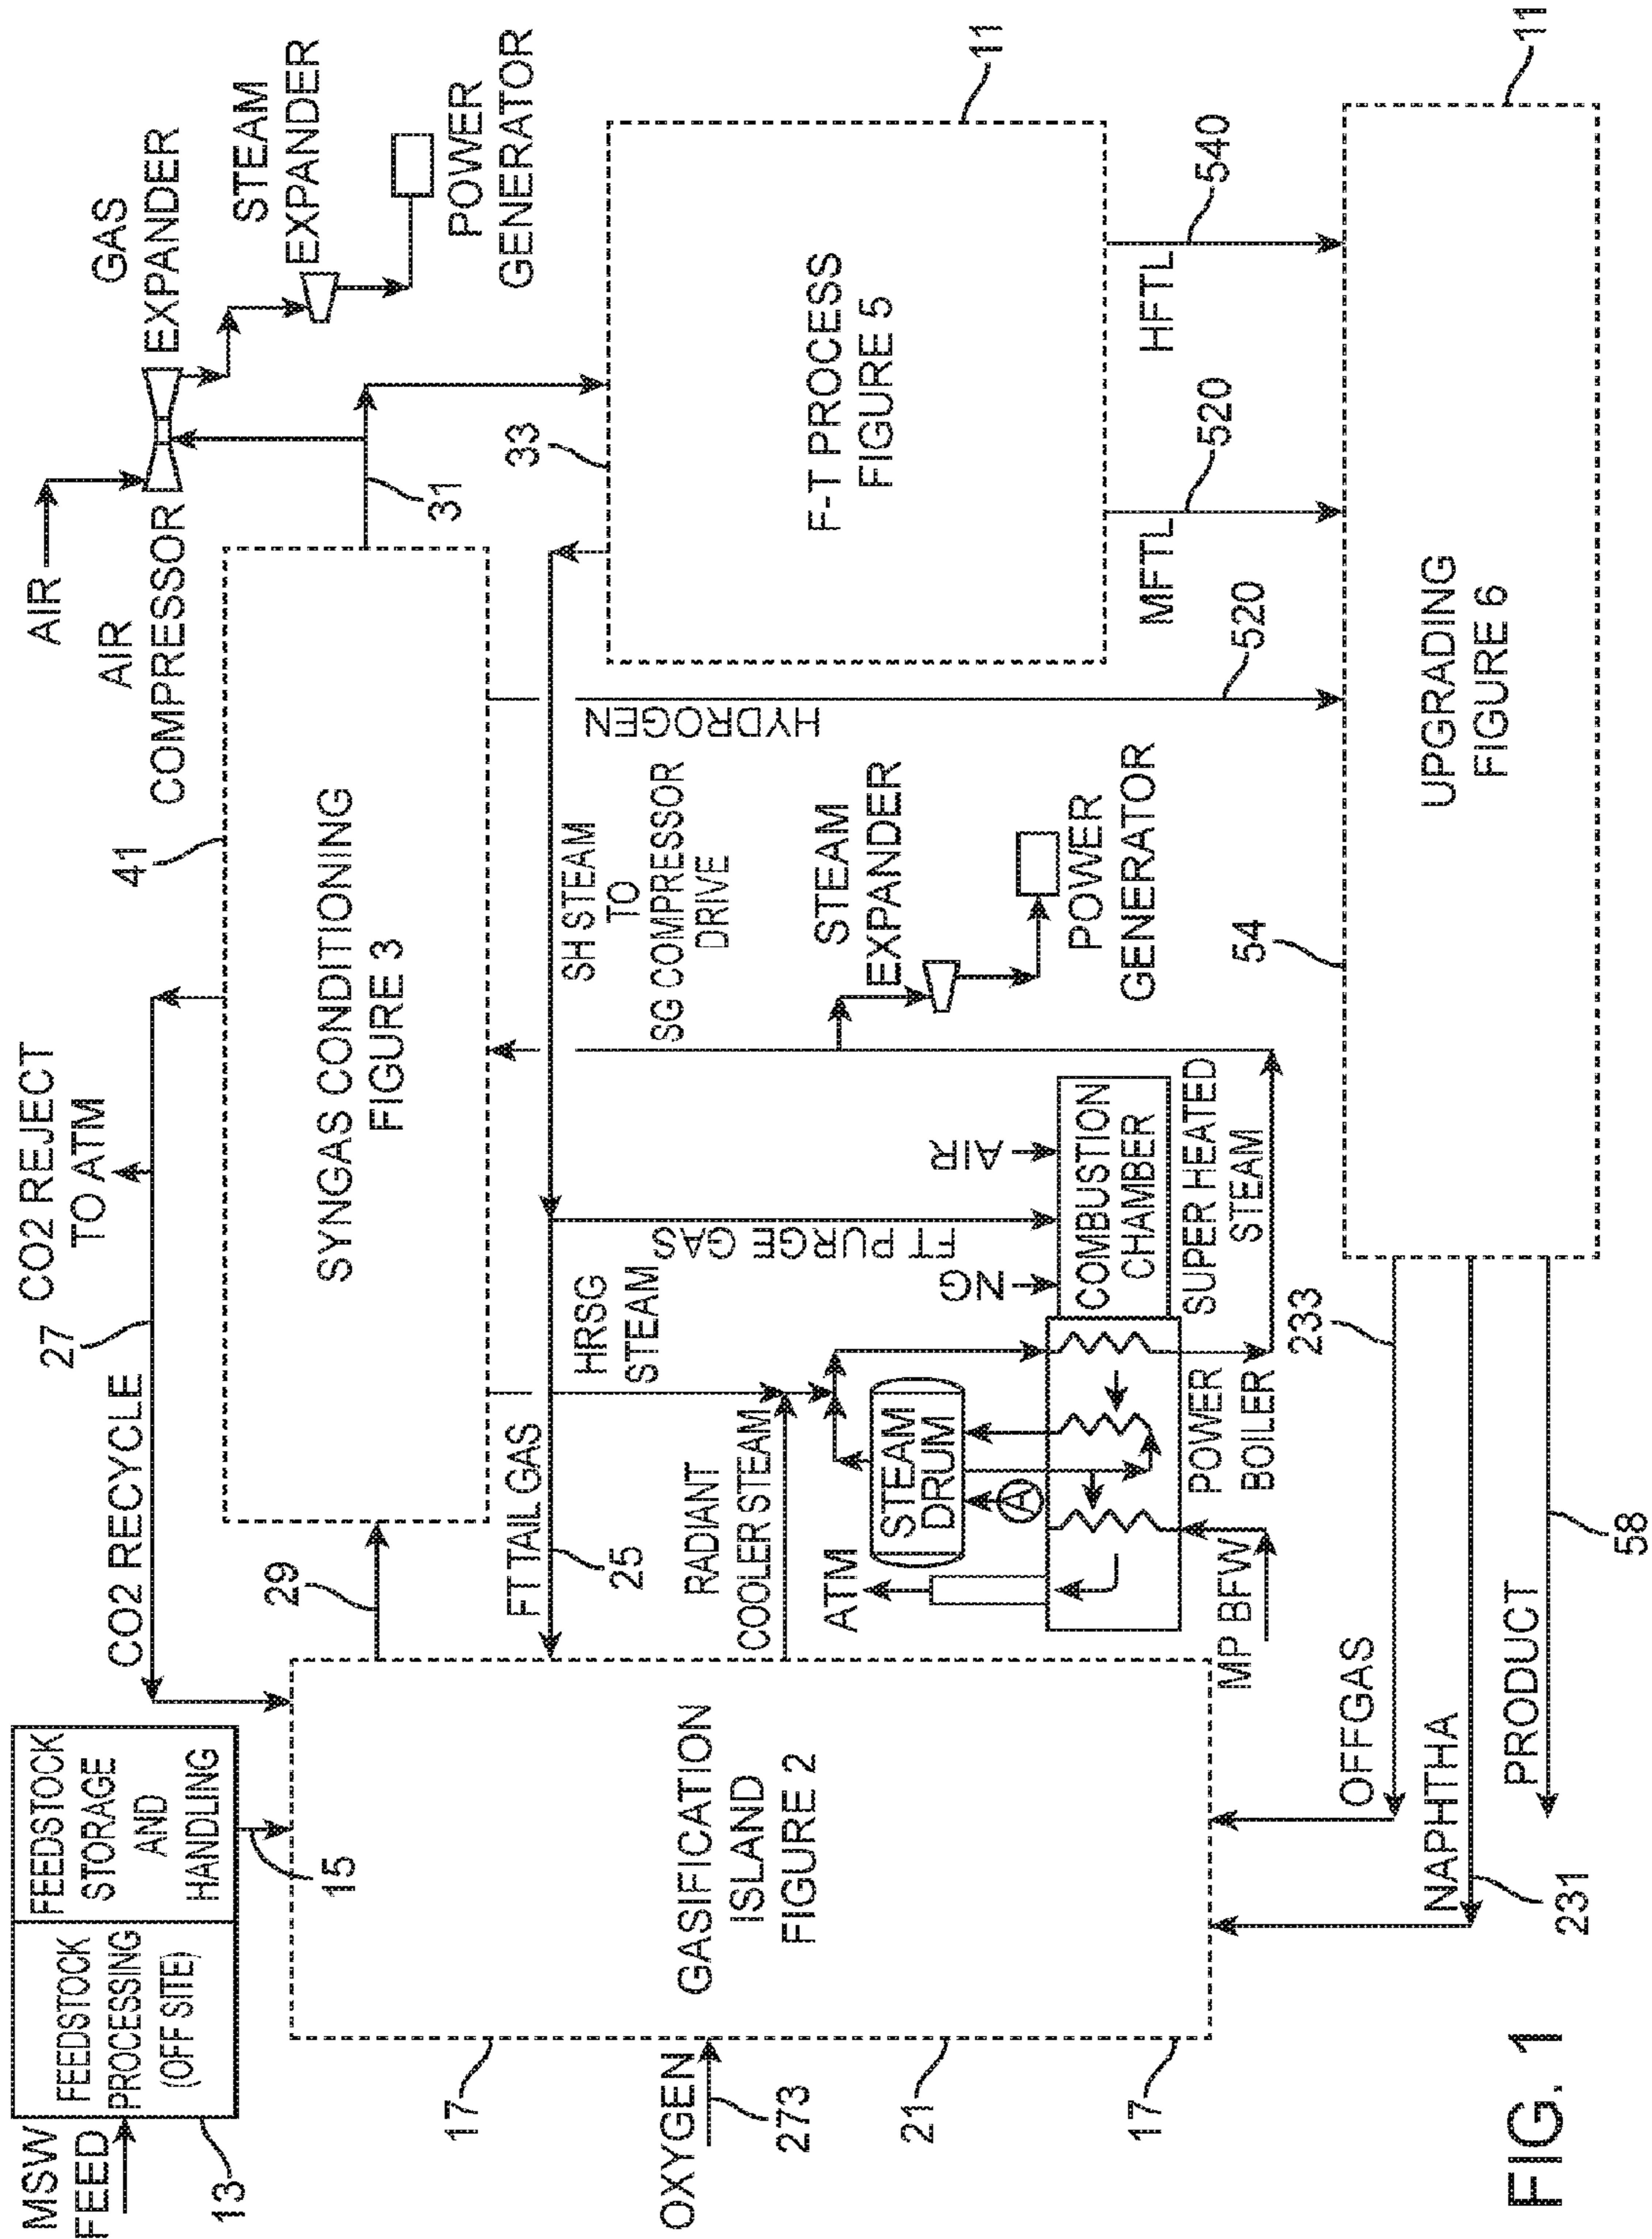 MSW
FEED
13
FEEDSTOCK
PROCESSING
(OFF SITE)
FEEDSTOCK
STORAGE
AND
HANDLING
15
CO2 RECYCLE
27
CO2 REJECT
TO ATM
41
AIR
AIR
COMPRESSOR
GAS
EXPANDER
STEAM
EXPANDER
POWER
GENERATOR
31
29
SYNGAS CONDITIONING
FIGURE 3
17
OXYGEN
273
21
17
GASIFICATION
ISLAND
FIGURE 2
FT TAIL GAS
25
RADIANT
COOLER STEAM
HRSG
STEAM
FT PURGE GAS
NG
AIR
SH STEAM
TO
SG COMPRESSOR
DRIVE
HYDROGEN
520
33
F-T PROCESS
FIGURE 5
11
STEAM
EXPANDER
POWER
GENERATOR
ATM
STEAM
DRUM
A
COMBUSTION
CHAMBER
SUPER HEATED
STEAM
POWER
BOILER
MP BFW
MFTL
520
HFTL
540
OFFGAS
233
NAPHTHA
231
PRODUCT
58
54
UPGRADING
FIGURE 6
11
FIG. 1